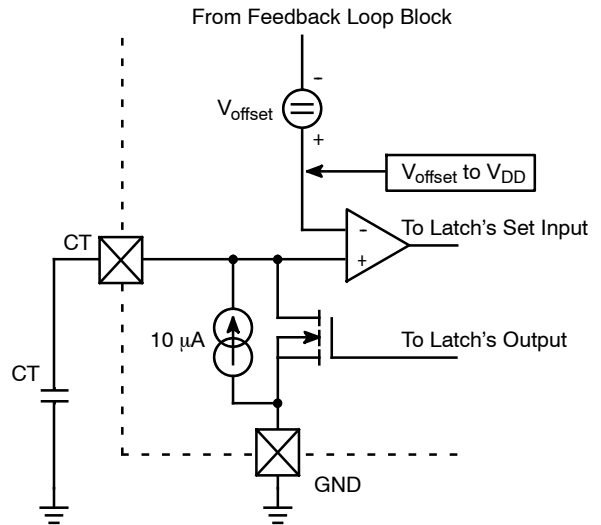 From Feedback Loop Block
-
Voffset
+
Voffset to VDD
CT
-
To Latch's Set Input
+
10 μA
To Latch's Output
CT
GND